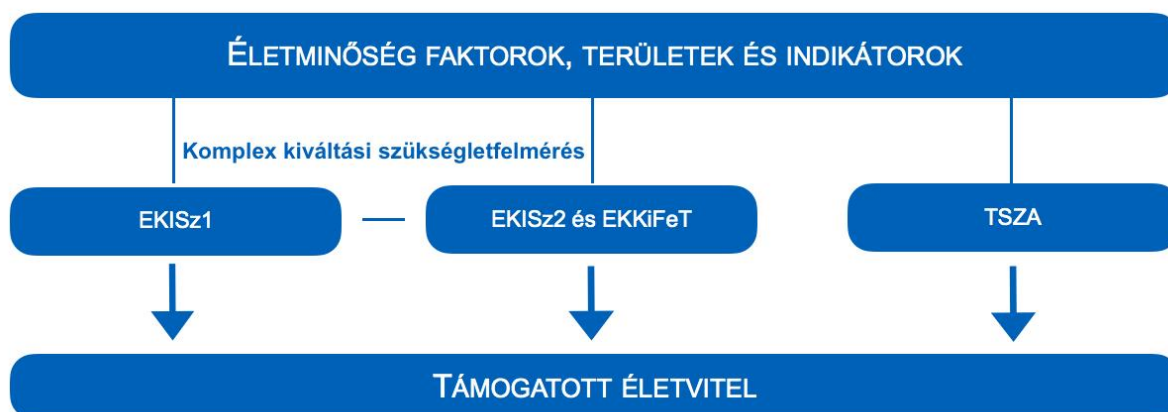 ÉLETMINŐSÉG FAKTOROK, TERÜLETEK ÉS INDIKÁTOROK
Komplex kiváltási szükségletfelmérés
EKISz1
EKISz2 és EKKiFeT
TSZA
TÁMOGATOTT ÉLETVITEL